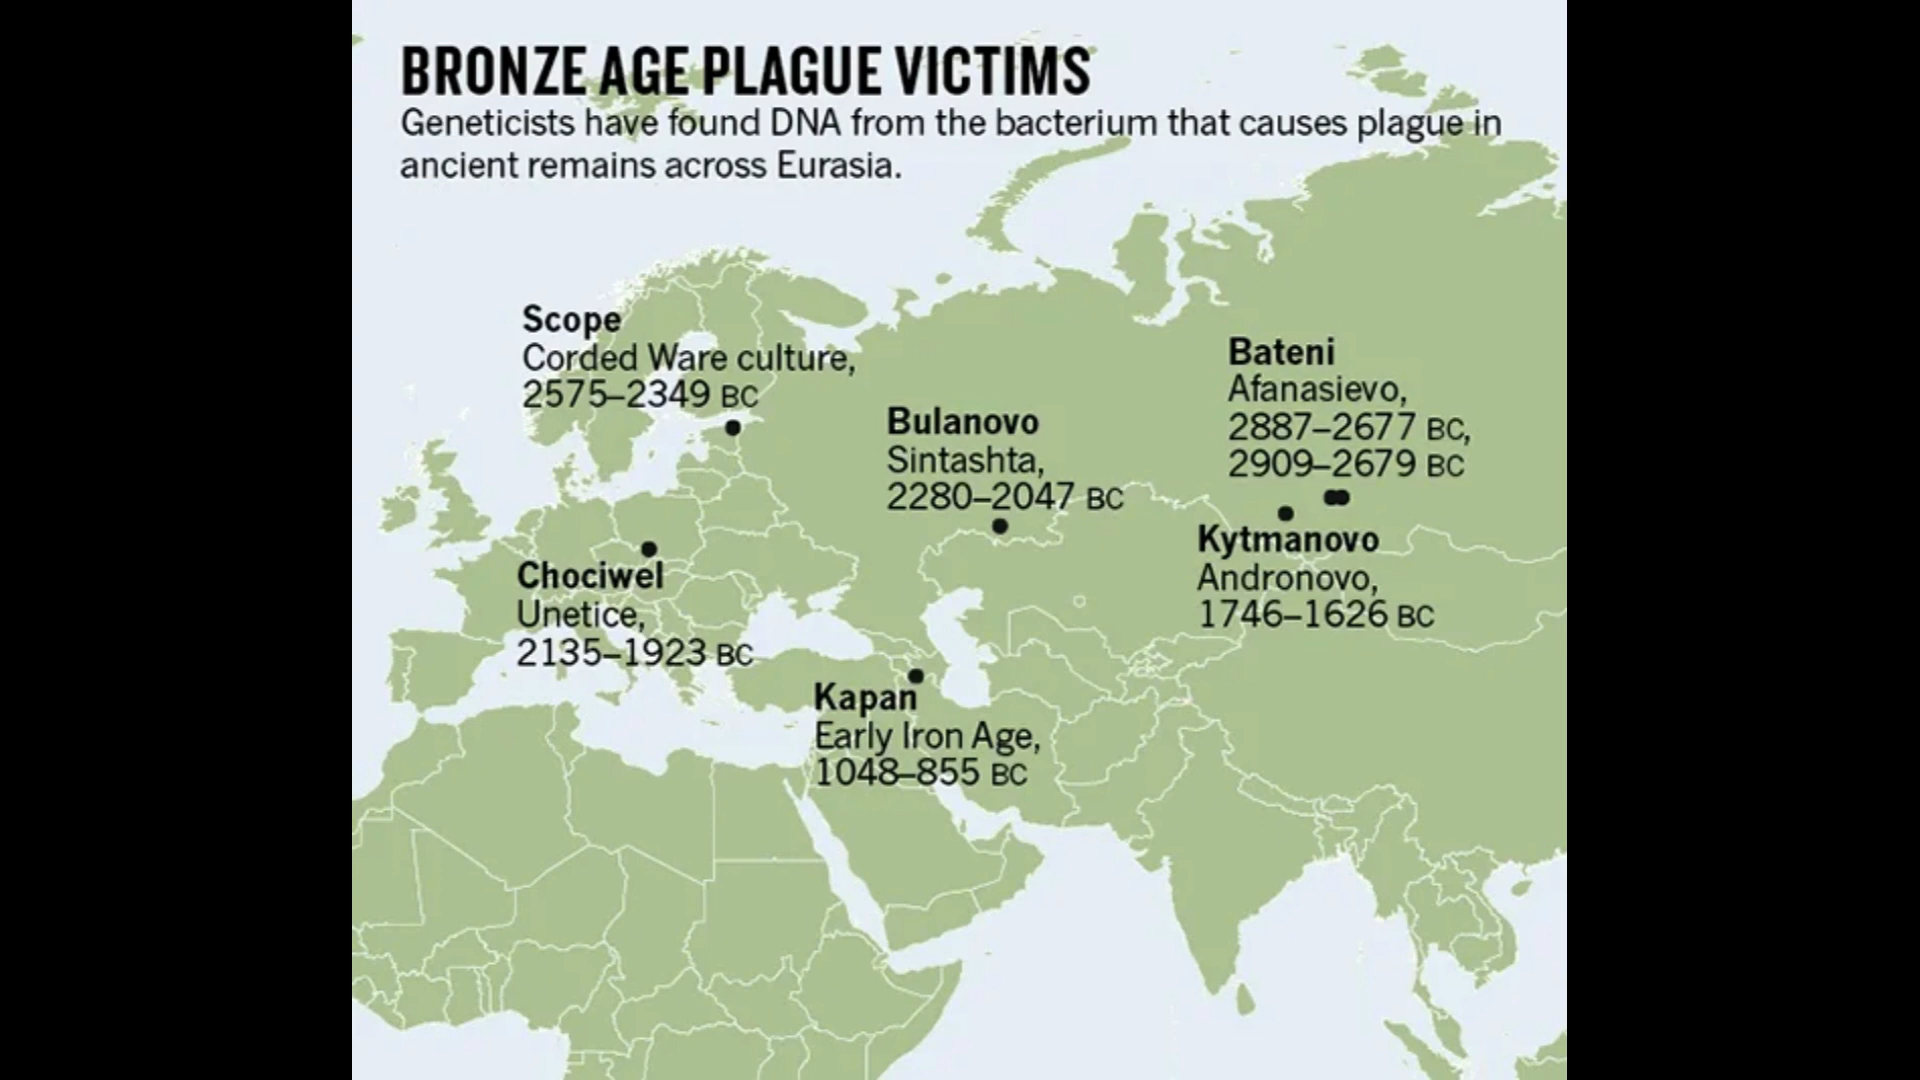 BRONZE AGE PLAGUE VICTIMS
Geneticists have found DNA from the bacterium that causes plague in
ancient remains across Eurasia.
Scope
Corded Ware culture,
2575–2349 BC
Bulanovo
Sintashta,
2280–2047 BC
Bateni
Afanasievo,
2887–2677 BC,
2909–2679 BC
Kytmanovo
Andronovo,
1746–1626 BC
Chociwel
Unetice,
2135–1923 BC
Kapan
Early Iron Age,
1048–855 BC